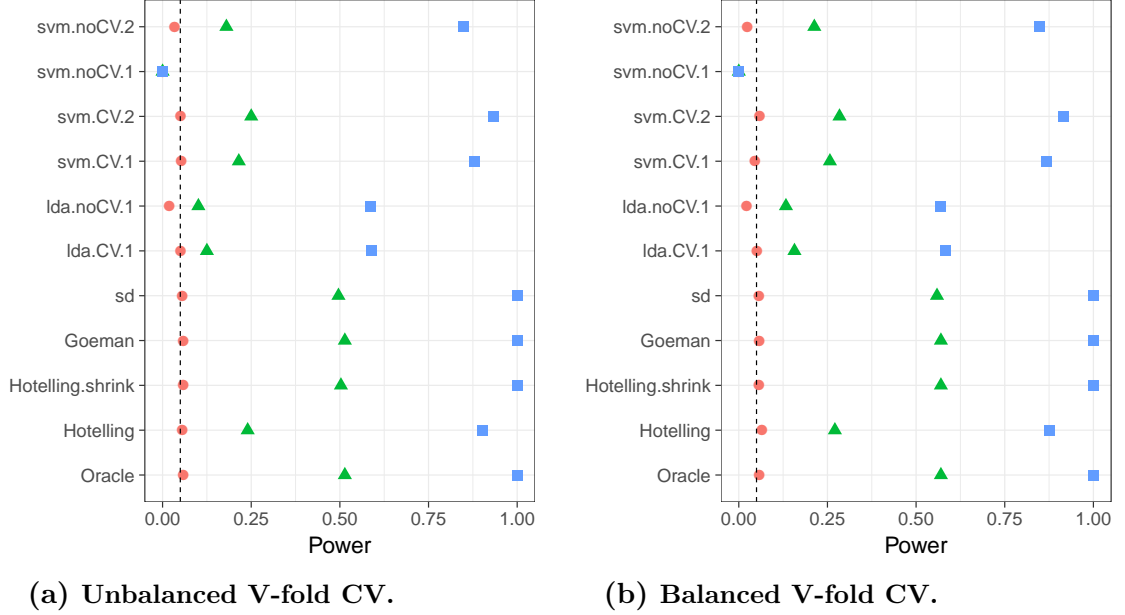 svm.noCV.2
svm.noCV.1
svm.CV.2
svm.CV.1
lda.noCV.1
lda.CV.1
sd
Goeman
Hotelling.shrink
Hotelling
Oracle
0.00 0.25 0.50 0.75 1.00
Power
(a) Unbalanced V-fold CV.
svm.noCV.2
svm.noCV.1
svm.CV.2
svm.CV.1
lda.noCV.1
lda.CV.1
sd
Goeman
Hotelling.shrink
Hotelling
Oracle
0.00 0.25 0.50 0.75 1.00
Power
(b) Balanced V-fold CV.